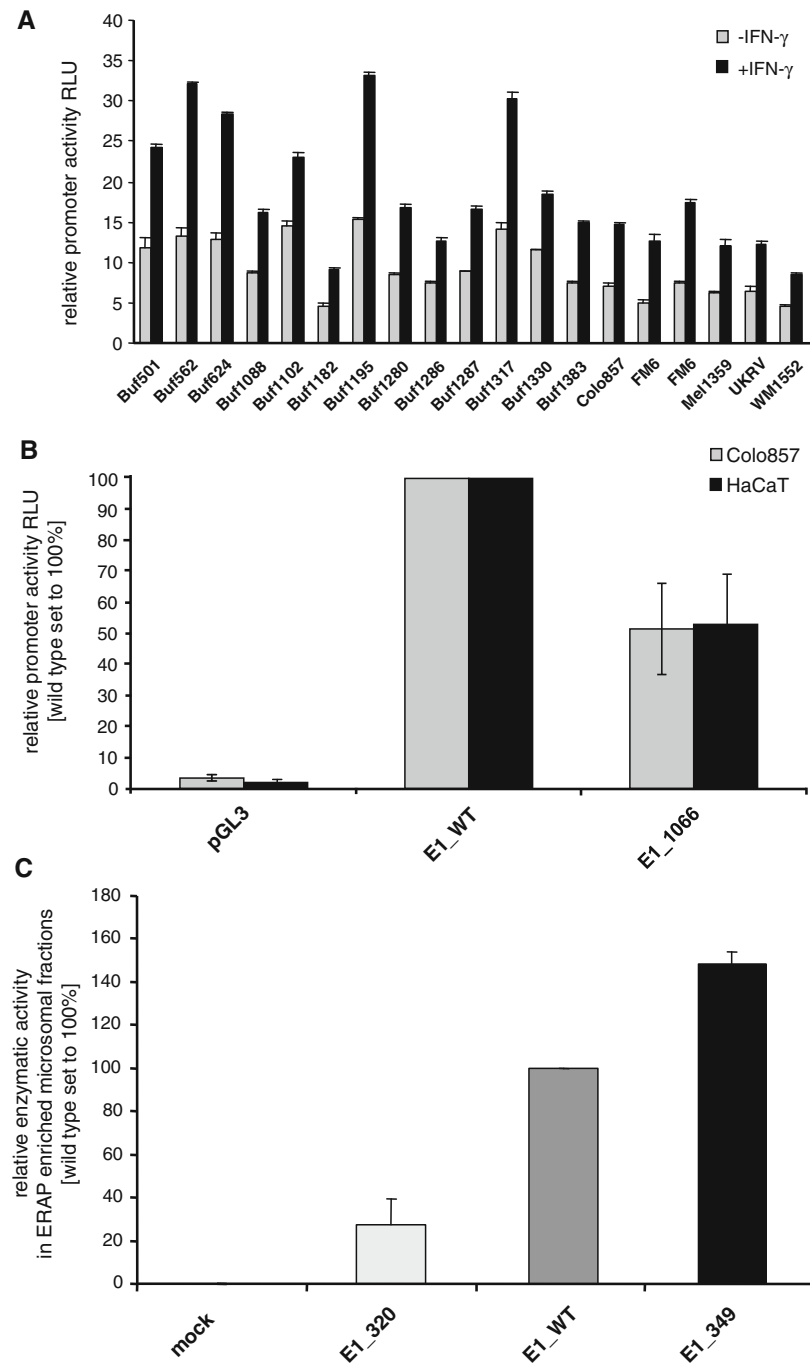 A
relative promoter activity RLU
40
35
30
25
20
15
10
5
0
-IFN-γ
+IFN-γ
Buf501
Buf562
Buf624
Buf1088
Buf1102
Buf1182
Buf1195
Buf1280
Buf1286
Buf1287
Buf1317
Buf1330
Buf1383
Colo857
FM6
FM6
Mel1359
UKRV
WM1552
B
relative promoter activity RLU
[wild type set to 100%]
100
90
80
70
60
50
40
30
20
10
0
Colo857
HaCaT
pGL3
E1_WT
E1_1066
C
relative enzymatic activity
in ERAP enriched microsomal fractions
[wild type set to 100%]
180
160
140
120
100
80
60
40
20
0
mock
E1_320
E1_WT
E1_349